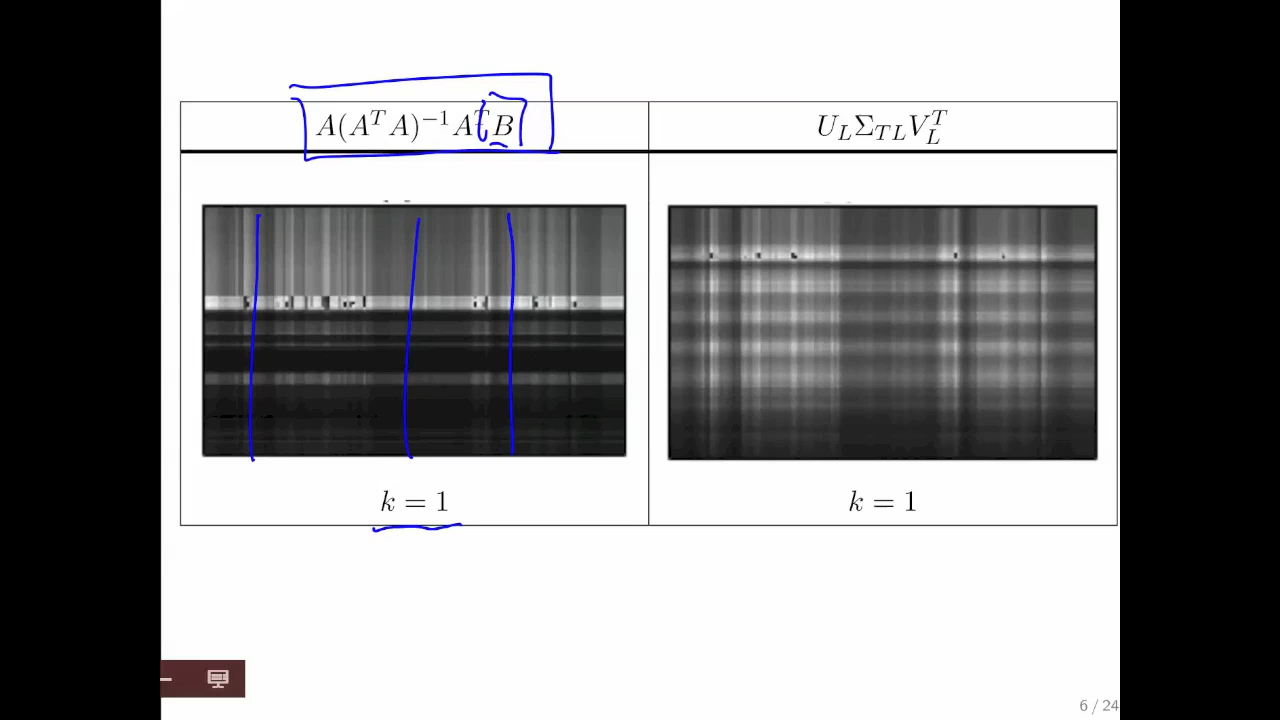 A(A^T A)^{-1} A^T B
U_L Σ_{TL} V_L^T
k = 1
k = 1
6 / 24